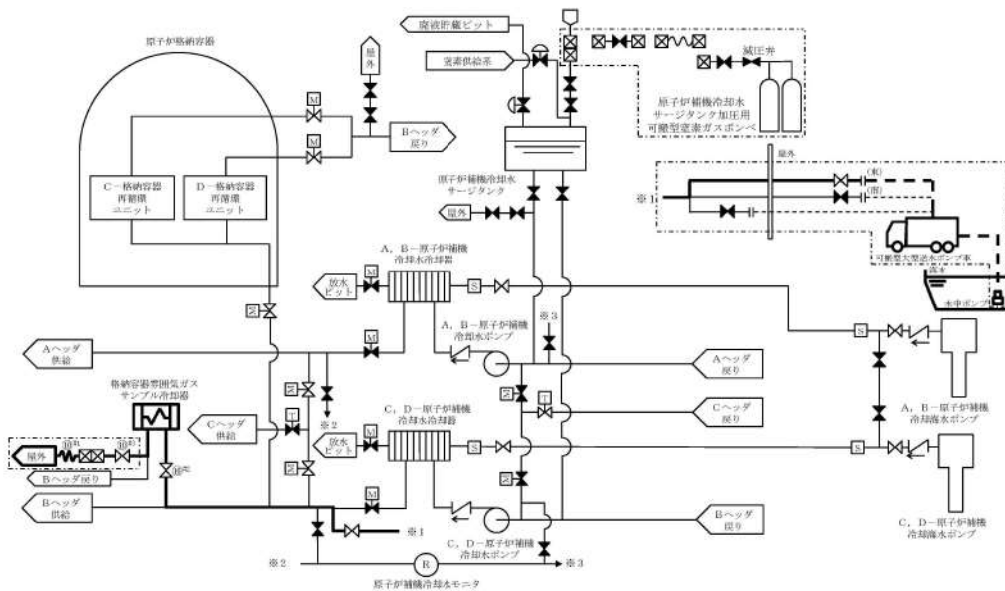 廃液貯蔵ピット
窒素供給系
原子炉格納容器
屋外
減圧弁
原子炉補機冷却水
サージタンク加圧用
可搬型窒素ガスボンベ
M
M
Bヘッダ
戻り
C-格納容器
再循環
ユニット
D-格納容器
再循環
ユニット
原子炉補機冷却水
サージタンク
屋外
屋外
※1
可搬型大型送水ポンプ車
海水
水中ポンプ
A,B-原子炉補機
冷却水冷却器
放水
ピット
M
S
M
※3
S
Aヘッダ
供給
M
A,B-原子炉補機
冷却水ポンプ
Aヘッダ
戻り
M
M
格納容器雰囲気ガス
サンプル冷却器
※2
Cヘッダ
供給
T
C,D-原子炉補機
冷却水冷却器
T
Cヘッダ
戻り
A,B-原子炉補機
冷却海水ポンプ
放水
ピット
M
S
S
屋外
Bヘッダ戻り
M
M
Bヘッダ
供給
M
Bヘッダ
戻り
※1
C,D-原子炉補機
冷却水ポンプ
C,D-原子炉補機
冷却海水ポンプ
※2
R
※3
原子炉補機冷却水モニタ